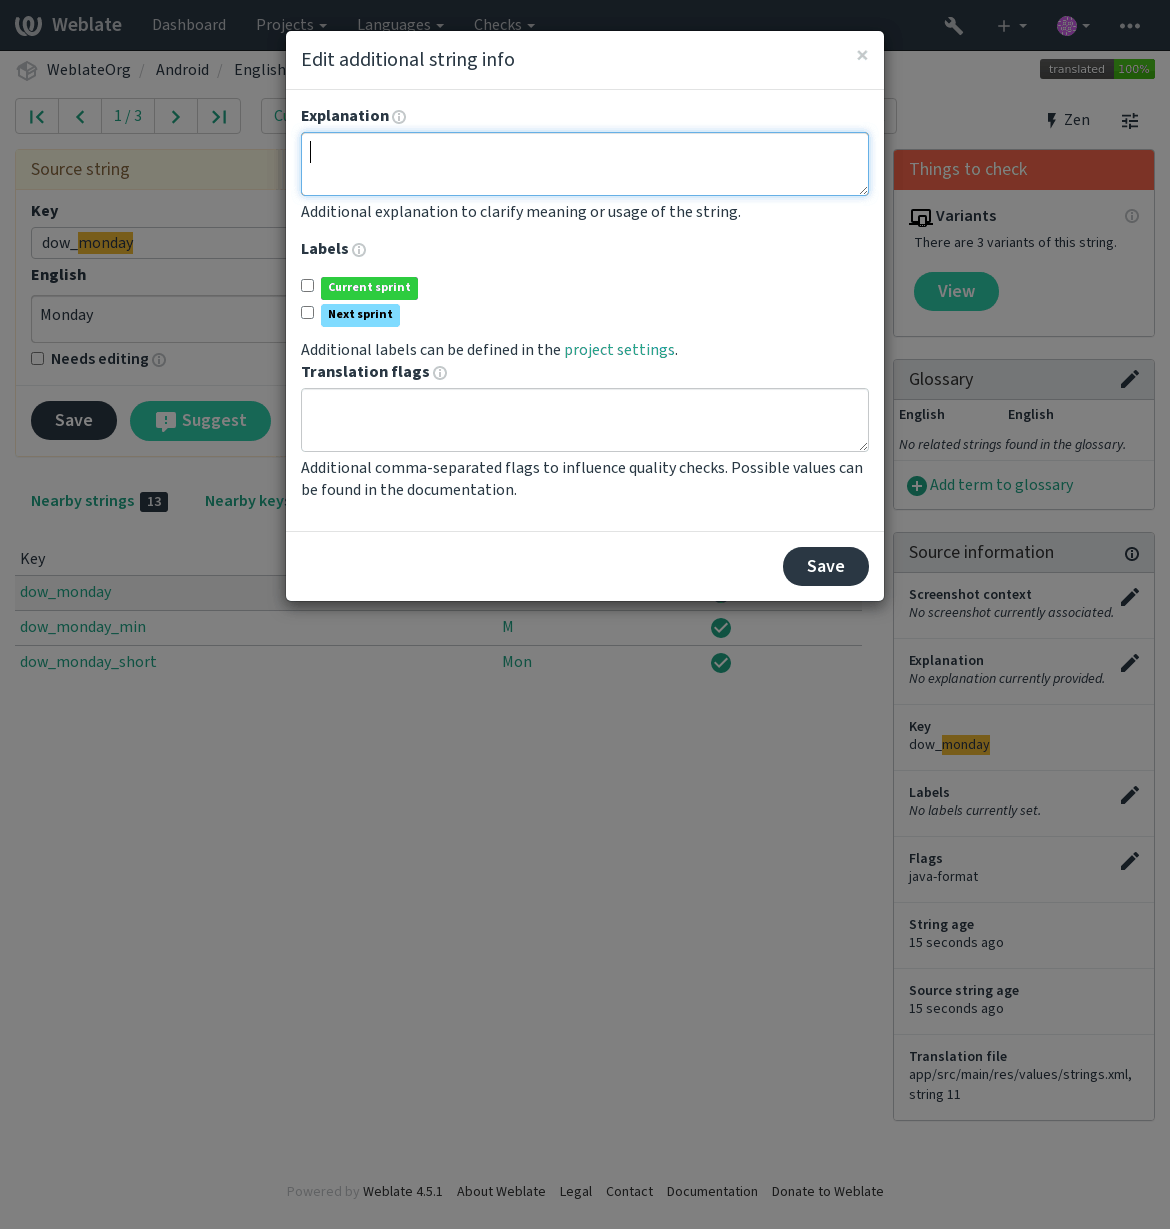 Weblate Dashboard Projects Languages Checks
Edit additional string info ×
WeblateOrg / Android / English
translated 100%
1 / 3
Zen
Explanation
Additional explanation to clarify meaning or usage of the string.
Labels
Current sprint
Next sprint
Additional labels can be defined in the project settings.
Translation flags
Additional comma-separated flags to influence quality checks. Possible values can
be found in the documentation.
Save
Source string
Key
dow_monday
English
Monday
Needs editing
Save Suggest
Nearby strings 13 Nearby keys
Key
dow_monday
dow_monday_min M
dow_monday_short Mon
Things to check
Variants
There are 3 variants of this string.
View
Glossary
English English
No related strings found in the glossary.
Add term to glossary
Source information
Screenshot context
No screenshot currently associated.
Explanation
No explanation currently provided.
Key
dow_monday
Labels
No labels currently set.
Flags
java-format
String age
15 seconds ago
Source string age
15 seconds ago
Translation file
app/src/main/res/values/strings.xml,
string 11
Powered by Weblate 4.5.1 About Weblate Legal Contact Documentation Donate to Weblate